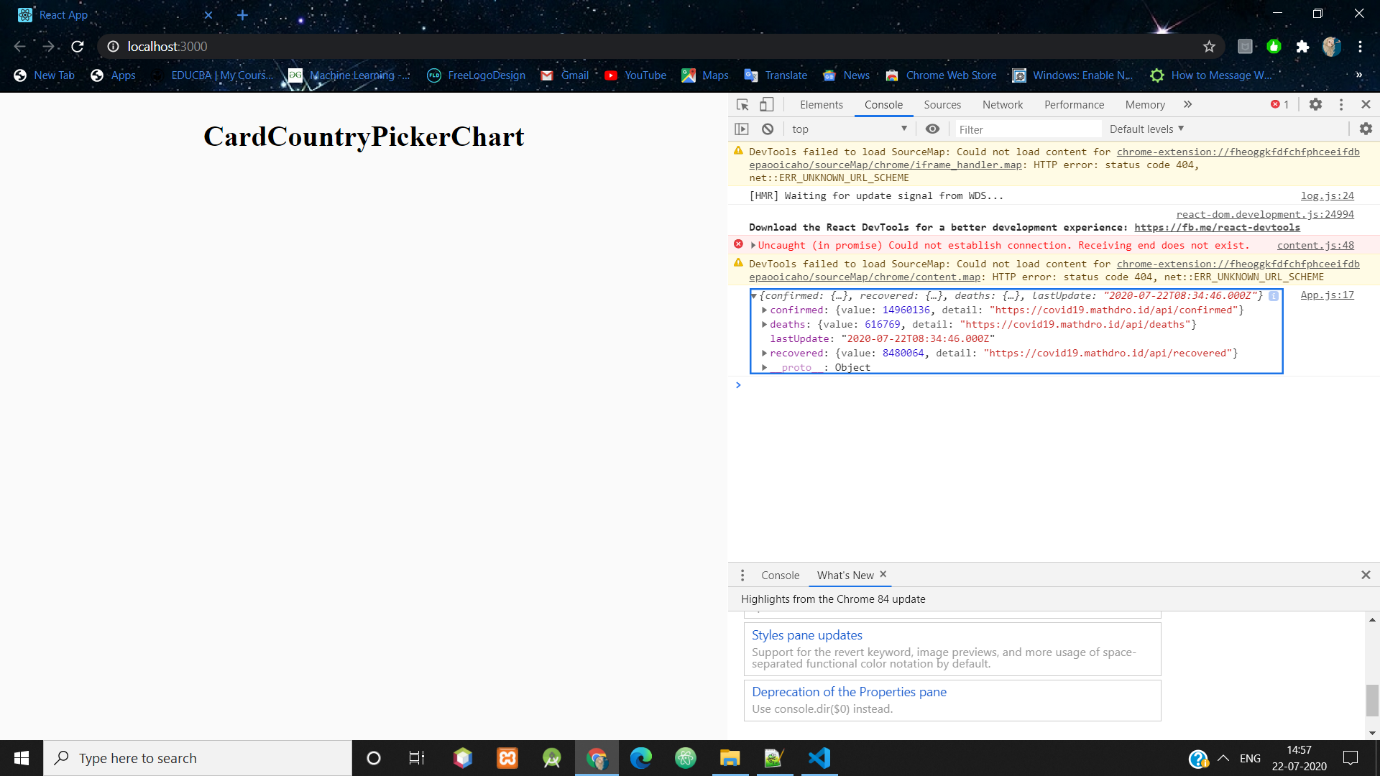 React App
localhost:3000
New Tab
Apps
EDUCBA | My Cours...
Machine Learning - ...
FreeLogoDesign
Gmail
YouTube
Maps
Translate
News
Chrome Web Store
Windows: Enable N...
How to Message W...
»
CardCountryPickerChart
Elements Console Sources Network Performance Memory » 1
top Filter Default levels
DevTools failed to load SourceMap: Could not load content for chrome-extension://fheoggkfdfchfphceeifdb
epaooicaho/sourceMap/chrome/iframe_handler.map: HTTP error: status code 404,
net::ERR_UNKNOWN_URL_SCHEME
[HMR] Waiting for update signal from WDS... log.js:24
react-dom.development.js:24994
Download the React DevTools for a better development experience: https://fb.me/react-devtools
Uncaught (in promise) Could not establish connection. Receiving end does not exist. content.js:48
DevTools failed to load SourceMap: Could not load content for chrome-extension://fheoggkfdfchfphceeifdb
epaooicaho/sourceMap/chrome/content.map: HTTP error: status code 404, net::ERR_UNKNOWN_URL_SCHEME
{confirmed: {…}, recovered: {…}, deaths: {…}, lastUpdate: "2020-07-22T08:34:46.000Z"} i App.js:17
confirmed: {value: 14960136, detail: "https://covid19.mathdro.id/api/confirmed"}
deaths: {value: 616769, detail: "https://covid19.mathdro.id/api/deaths"}
lastUpdate: "2020-07-22T08:34:46.000Z"
recovered: {value: 8480064, detail: "https://covid19.mathdro.id/api/recovered"}
__proto__: Object
Console What's New
Highlights from the Chrome 84 update
Styles pane updates
Support for the revert keyword, image previews, and more usage of space-
separated functional color notation by default.
Deprecation of the Properties pane
Use console.dir($0) instead.
Type here to search
ENG
14:57
22-07-2020